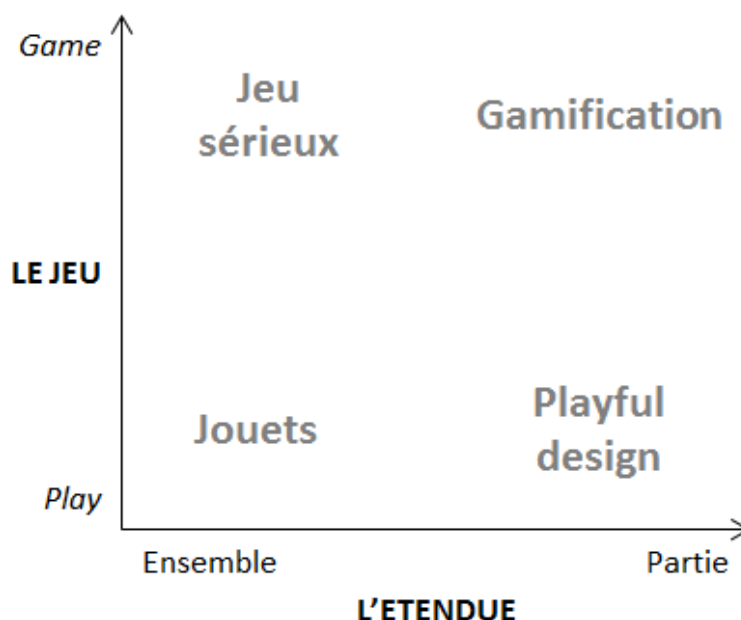 Game
Jeu
sérieux
Gamification
LE JEU
Jouets
Playful
design
Play
Ensemble
Partie
L'ETENDUE